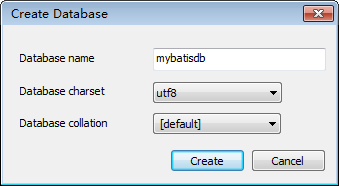 Create Database
Database name mybatisdb
Database charset utf8
Database collation [default]
Create Cancel